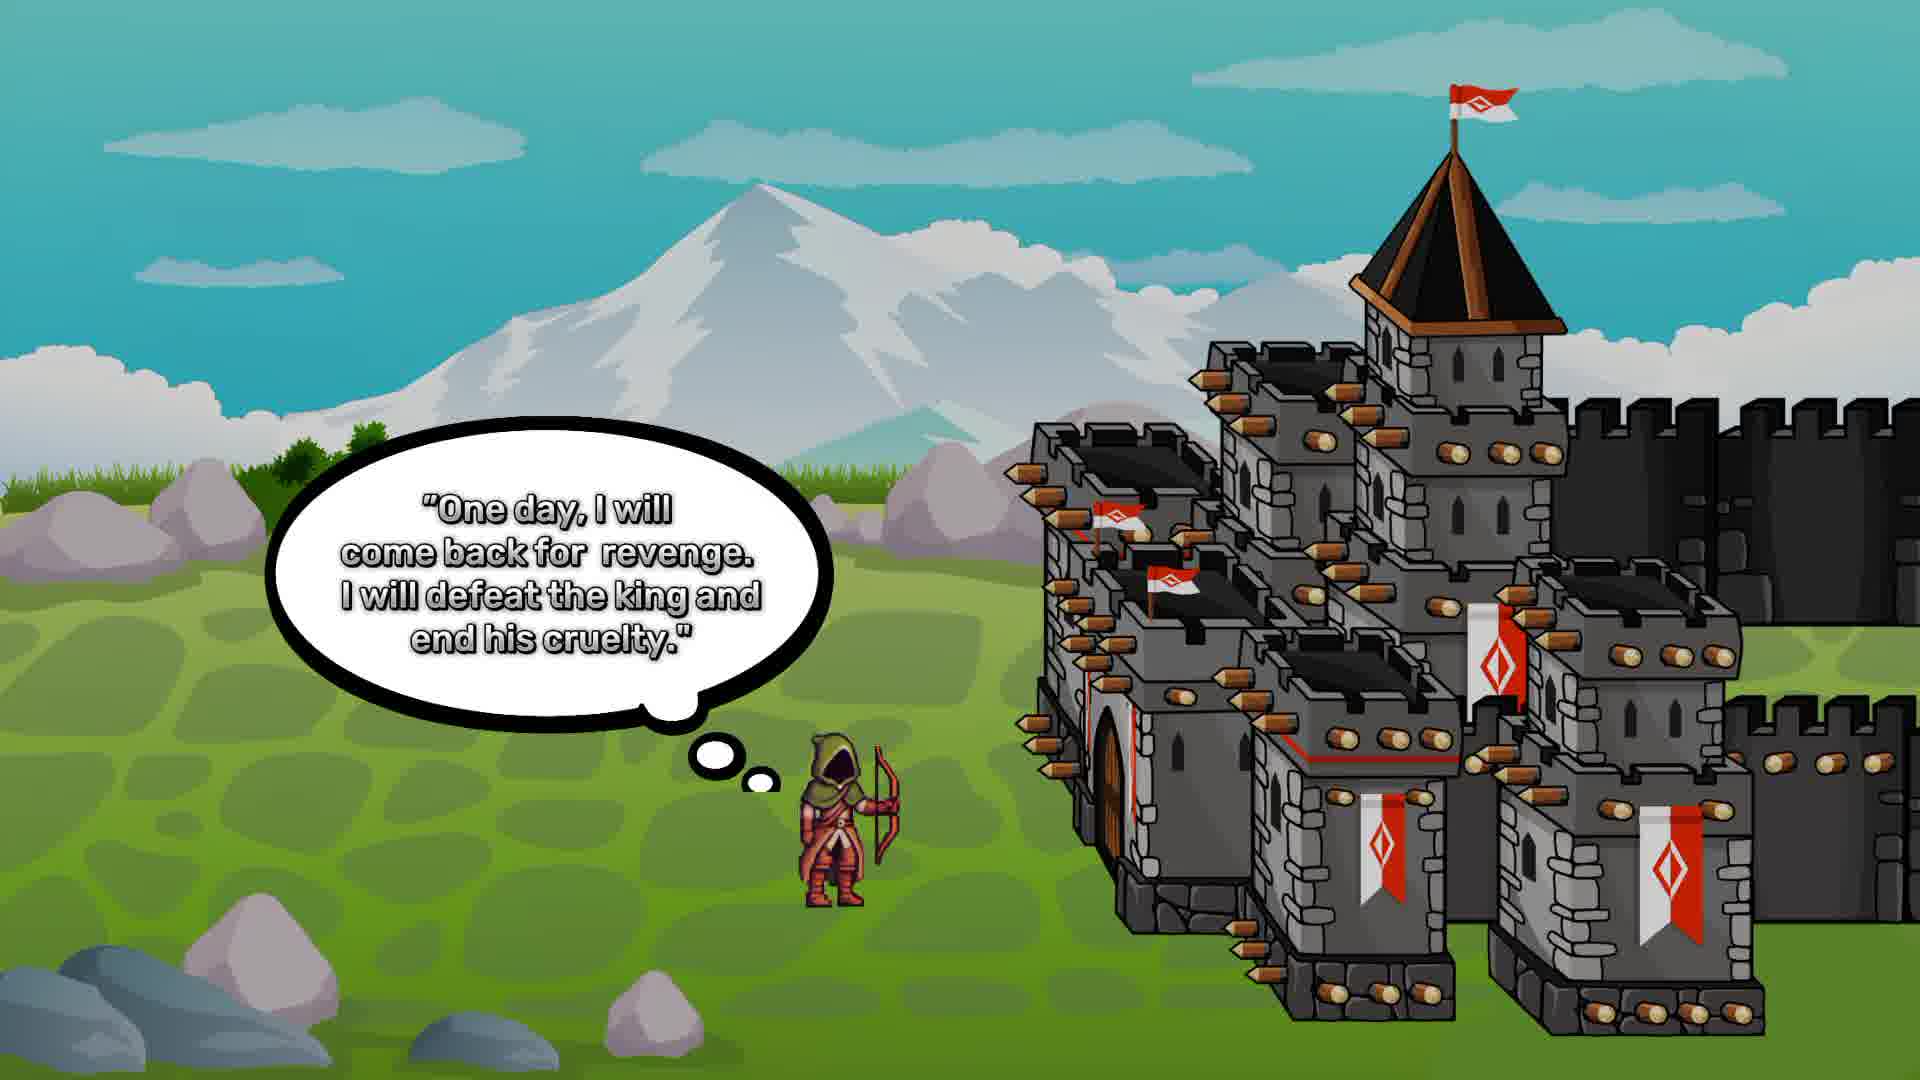 "One day, I will
come back for revenge.
I will defeat the king and
end his cruelty."